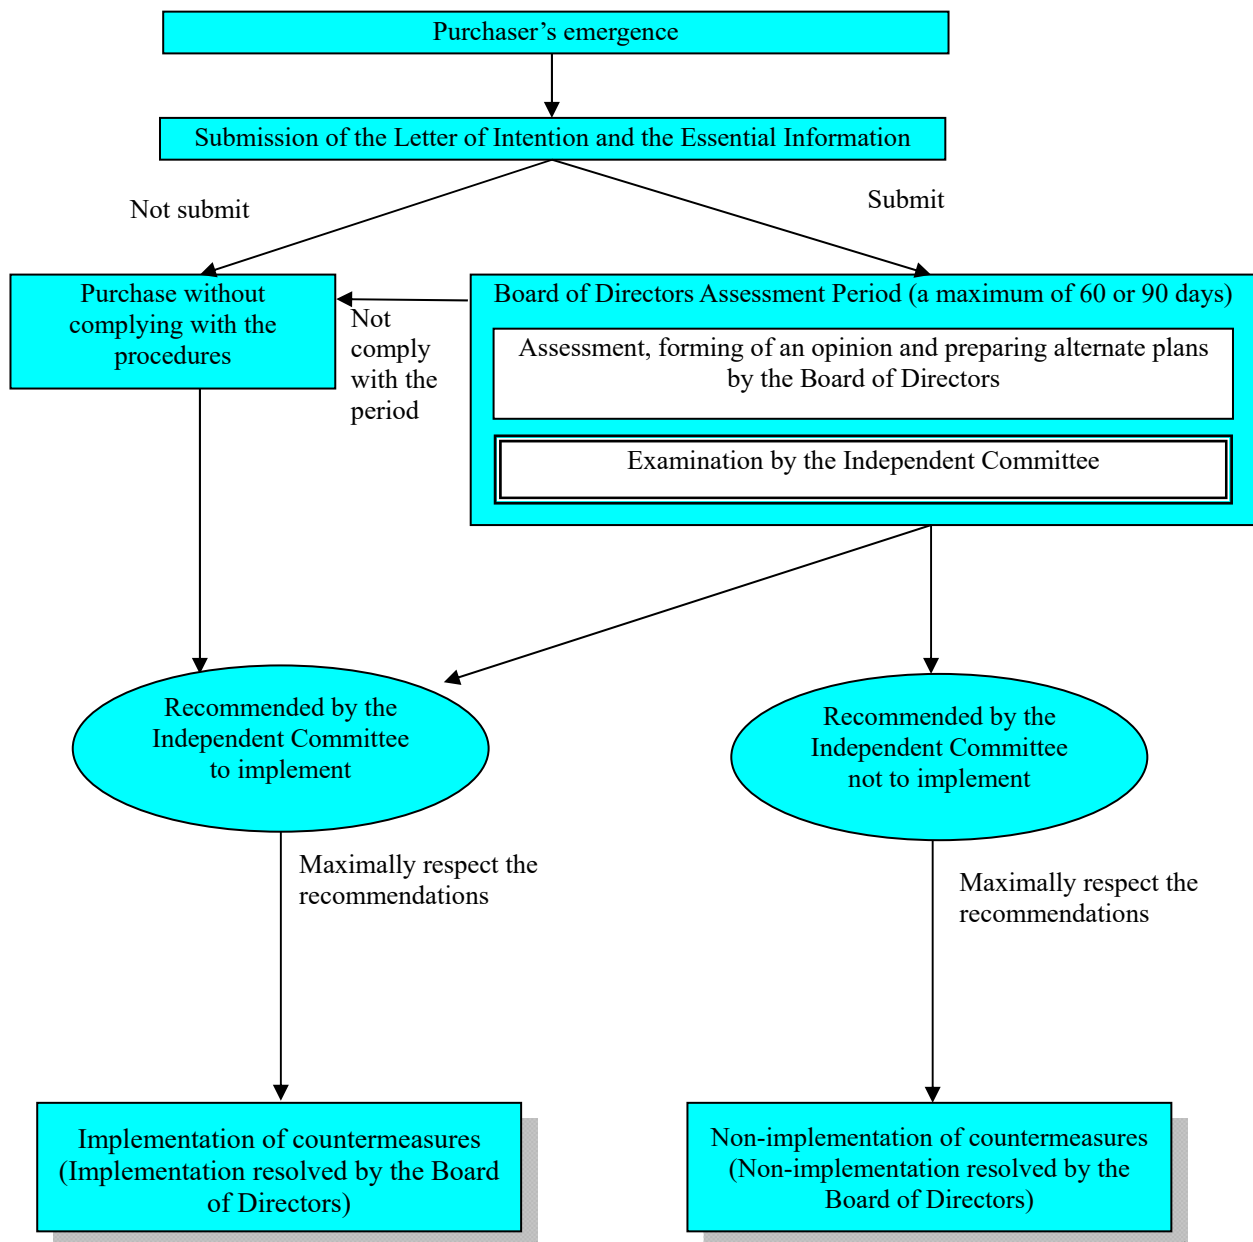 Purchaser’s emergence
Submission of the Letter of Intention and the Essential Information
Not submit
Submit
Purchase without
complying with the
procedures
Not
comply
with the
period
Board of Directors Assessment Period (a maximum of 60 or 90 days)
Assessment, forming of an opinion and preparing alternate plans
by the Board of Directors
Examination by the Independent Committee
Recommended by the
Independent Committee
to implement
Recommended by the
Independent Committee
not to implement
Maximally respect the
recommendations
Maximally respect the
recommendations
Implementation of countermeasures
(Implementation resolved by the Board
of Directors)
Non-implementation of countermeasures
(Non-implementation resolved by the
Board of Directors)